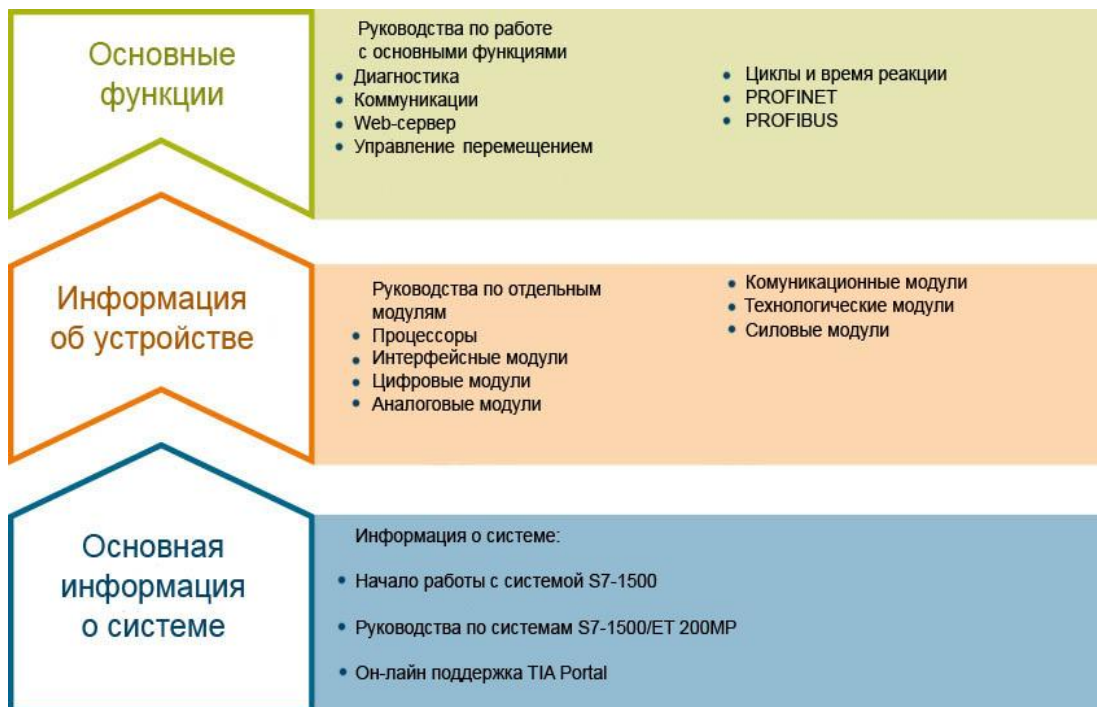 Основные
функции
Руководства по работе
с основными функциями
• Диагностика
• Коммуникации
• Web-сервер
• Управление перемещением
• Циклы и время реакции
• PROFINET
• PROFIBUS
Информация
об устройстве
Руководства по отдельным
модулям
• Процессоры
• Интерфейсные модули
• Цифровые модули
• Аналоговые модули
• Комуникационные модули
• Технологические модули
• Силовые модули
Основная
информация
о системе
Информация о системе:
• Начало работы с системой S7-1500
• Руководства по системам S7-1500/ET 200MP
• Он-лайн поддержка TIA Portal